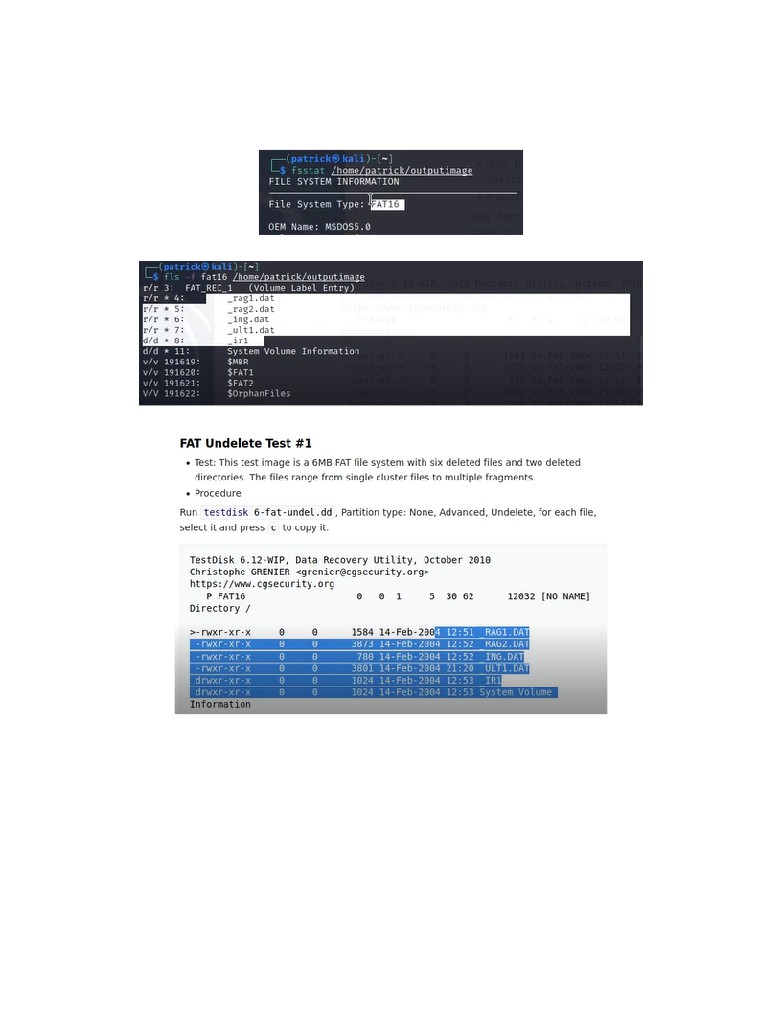 ┌──(patrick㉿kali)-[~]
└─$ fsstat /home/patrick/outputimage
FILE SYSTEM INFORMATION
File System Type: FAT16
OEM Name: MSDOS5.0
┌──(patrick㉿kali)-[~]
└─$ fls -f fat16 /home/patrick/outputimage
r/r 3: FAT_REC_1 (Volume Label Entry)
r/r * 4: _rag1.dat
r/r * 5: _rag2.dat
r/r * 6: _ing.dat
r/r * 7: _ult1.dat
d/d * 8: _ir1
d/d * 11: System Volume Information
v/v 191619: $MBR
v/v 191620: $FAT1
v/v 191621: $FAT2
V/V 191622: $OrphanFiles
FAT Undelete Test #1
• Test: This test image is a 6MB FAT file system with six deleted files and two deleted
directories. The files range from single cluster files to multiple fragments.
• Procedure
Run testdisk 6-fat-undel.dd, Partition type: None, Advanced, Undelete, for each file,
select it and press c to copy it.
TestDisk 6.12-WIP, Data Recovery Utility, October 2010
Christophe GRENIER <grenier@cgsecurity.org>
https://www.cgsecurity.org
P FAT16 0 0 1 5 30 62 12032 [NO NAME]
Directory /
>-rwxr-xr-x 0 0 1584 14-Feb-2004 12:51 _RAG1.DAT
-rwxr-xr-x 0 0 3873 14-Feb-2004 12:52 _RAG2.DAT
-rwxr-xr-x 0 0 780 14-Feb-2004 12:52 _ING.DAT
-rwxr-xr-x 0 0 3801 14-Feb-2004 21:20 _ULT1.DAT
drwxr-xr-x 0 0 1024 14-Feb-2004 12:53 _IR1
drwxr-xr-x 0 0 1024 14-Feb-2004 12:53 System Volume
Information